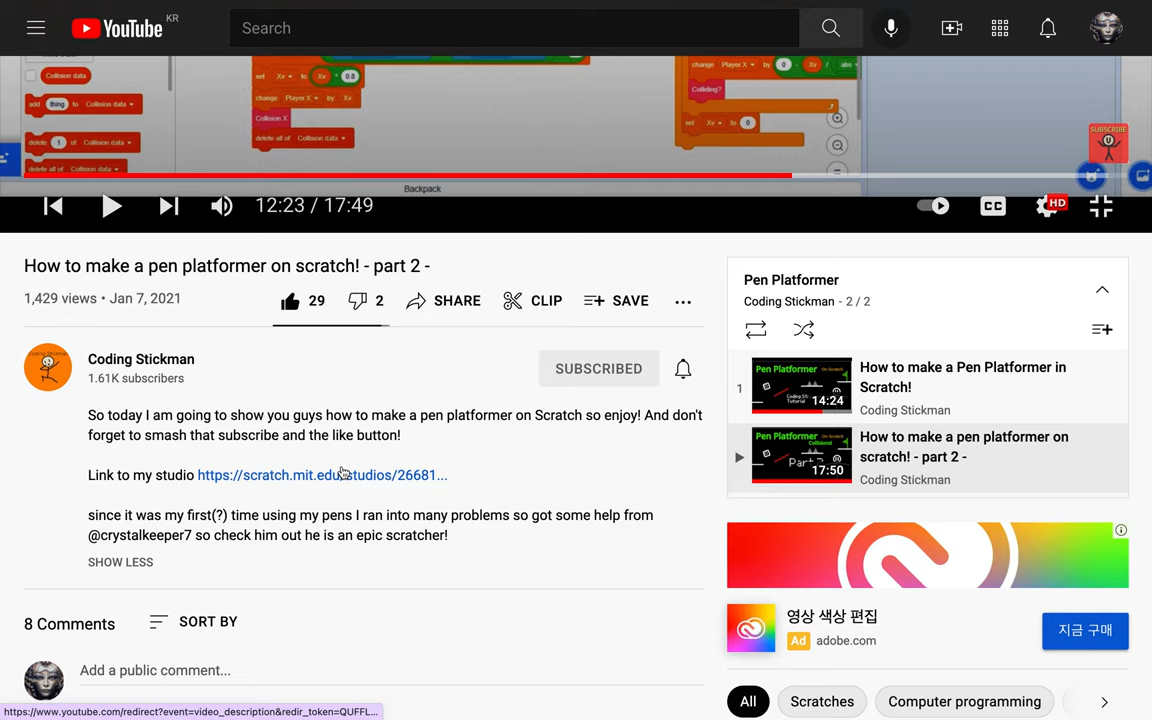 YouTube KR
Search
Collision data
add thing to Collision data
delete 1 of Collision data
delete all of Collision data
set Xv to Xv * 0.8
change Player X by Xv
Collision X
delete all of Collision data
change Player X by 0 - Xv / abs
Colliding?
set Xv to 0
SUBSCRIBE
Backpack
12:23 / 17:49
CC
HD
How to make a pen platformer on scratch! - part 2 -
1,429 views • Jan 7, 2021
29
2
SHARE
CLIP
SAVE
Coding Stickman
1.61K subscribers
SUBSCRIBED
So today I am going to show you guys how to make a pen platformer on Scratch so enjoy! And don't
forget to smash that subscribe and the like button!
Link to my studio https://scratch.mit.edu/studios/26681...
since it was my first(?) time using my pens I ran into many problems so got some help from
@crystalkeeper7 so check him out he is an epic scratcher!
SHOW LESS
8 Comments
SORT BY
Add a public comment...
https://www.youtube.com/redirect?event=video_description&redir_token=QUFFL...
Pen Platformer
Coding Stickman - 2 / 2
1
Pen Platformer
14:24
How to make a Pen Platformer in
Scratch!
Coding Stickman
Pen Platformer
17:50
How to make a pen platformer on
scratch! - part 2 -
Coding Stickman
영상 색상 편집
Ad adobe.com
지금 구매
All
Scratches
Computer programming